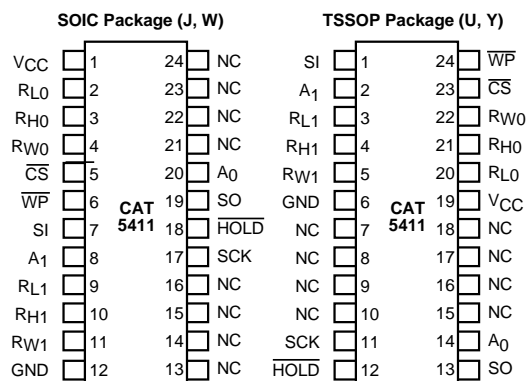 SOIC Package (J, W)
VCC 1 24 NC
RL0 2 23 NC
RH0 3 22 NC
RW0 4 21 NC
CS 5 20 A0
WP 6 19 SO
SI 7 18 HOLD
A1 8 17 SCK
RL1 9 16 NC
RH1 10 15 NC
RW1 11 14 NC
GND 12 13 NC
CAT
5411
TSSOP Package (U, Y)
SI 1 24 WP
A1 2 23 CS
RL1 3 22 RW0
RH1 4 21 RH0
RW1 5 20 RL0
GND 6 19 VCC
NC 7 18 NC
NC 8 17 NC
NC 9 16 NC
NC 10 15 NC
SCK 11 14 A0
HOLD 12 13 SO
CAT
5411